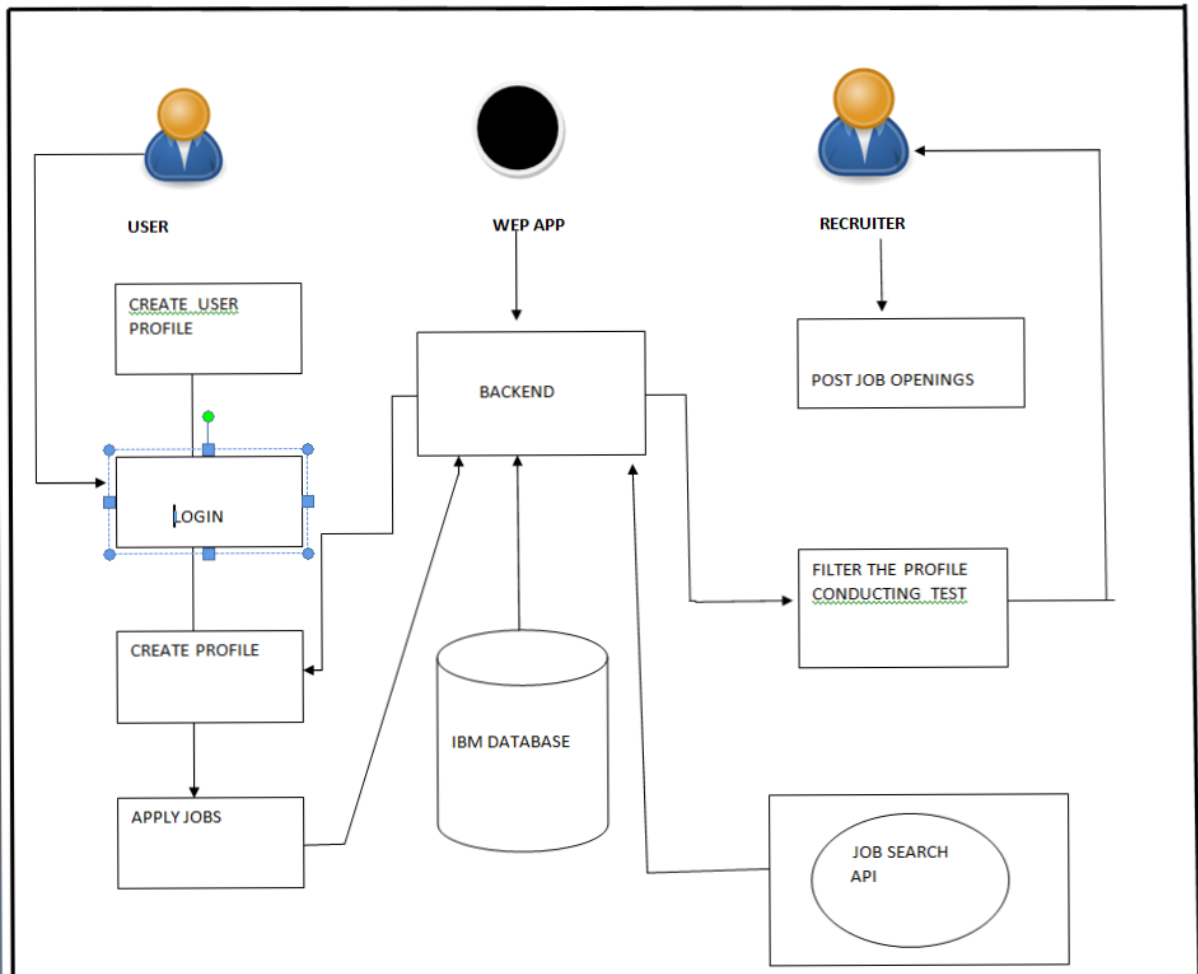 USER
WEP APP
RECRUITER
CREATE USER
PROFILE
BACKEND
POST JOB OPENINGS
LOGIN
FILTER THE PROFILE
CONDUCTING TEST
CREATE PROFILE
IBM DATABASE
APPLY JOBS
JOB SEARCH
API